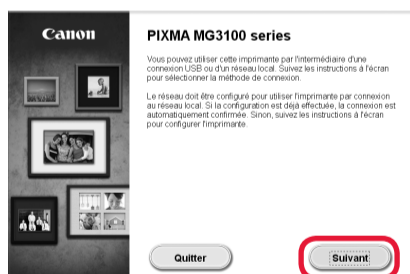 Canon
PIXMA MG3100 series
Vous pouvez utiliser cette imprimante par l'intermédiaire d'une
connexion USB ou d'un réseau local. Suivez les instructions à l'écran
pour sélectionner la méthode de connexion.
Le réseau doit être configuré pour utiliser l'imprimante par connexion
au réseau local. Si la configuration est déjà effectuée, la connexion est
automatiquement confirmée. Sinon, suivez les instructions à l'écran
pour configurer l'imprimante.
Quitter
Suivant